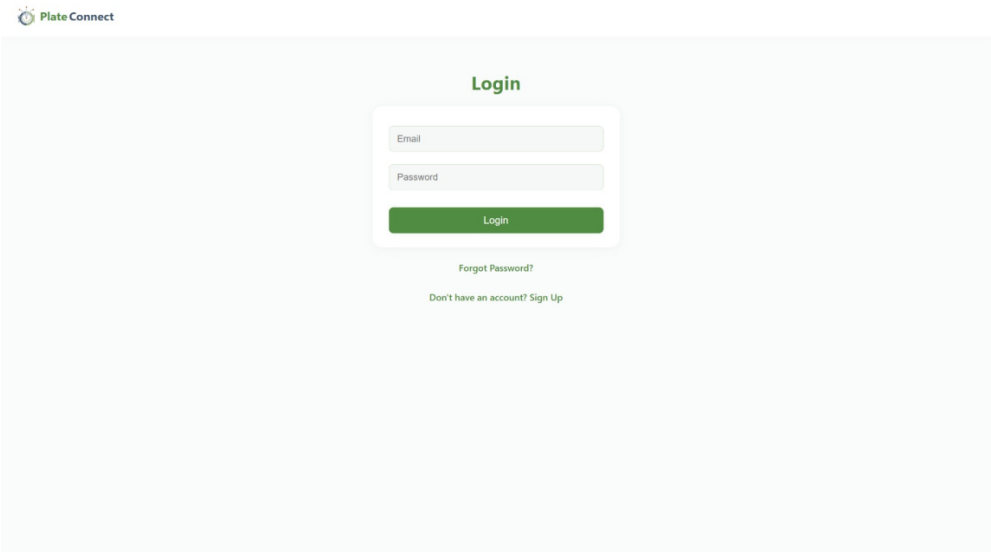 Plate Connect
Login
Email
Password
Login
Forgot Password?
Don't have an account? Sign Up